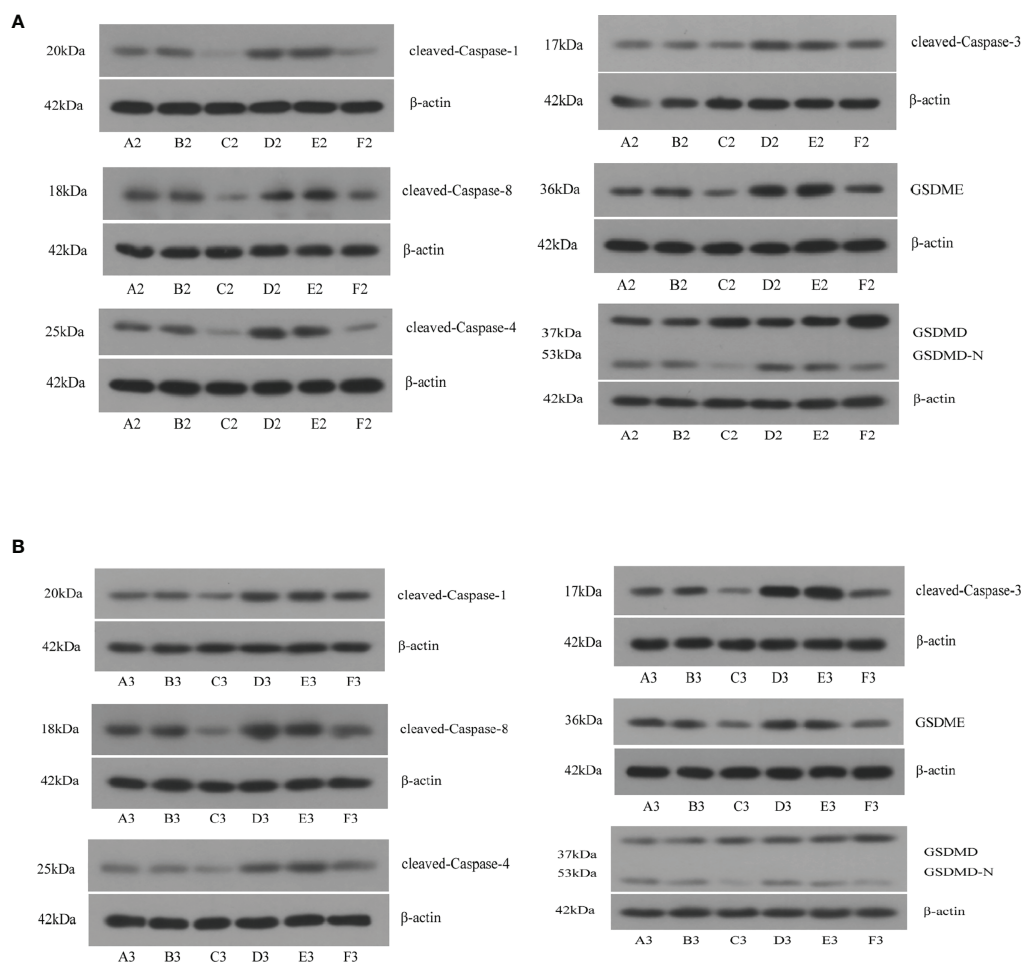 A
20kDa cleaved-Caspase-1
42kDa β-actin
A2 B2 C2 D2 E2 F2
18kDa cleaved-Caspase-8
42kDa β-actin
A2 B2 C2 D2 E2 F2
25kDa cleaved-Caspase-4
42kDa β-actin
A2 B2 C2 D2 E2 F2
17kDa cleaved-Caspase-3
42kDa β-actin
A2 B2 C2 D2 E2 F2
36kDa GSDME
42kDa β-actin
A2 B2 C2 D2 E2 F2
37kDa GSDMD
53kDa GSDMD-N
42kDa β-actin
A2 B2 C2 D2 E2 F2
B
20kDa cleaved-Caspase-1
42kDa β-actin
A3 B3 C3 D3 E3 F3
18kDa cleaved-Caspase-8
42kDa β-actin
A3 B3 C3 D3 E3 F3
25kDa cleaved-Caspase-4
42kDa β-actin
A3 B3 C3 D3 E3 F3
17kDa cleaved-Caspase-3
42kDa β-actin
A3 B3 C3 D3 E3 F3
36kDa GSDME
42kDa β-actin
A3 B3 C3 D3 E3 F3
37kDa GSDMD
53kDa GSDMD-N
42kDa β-actin
A3 B3 C3 D3 E3 F3